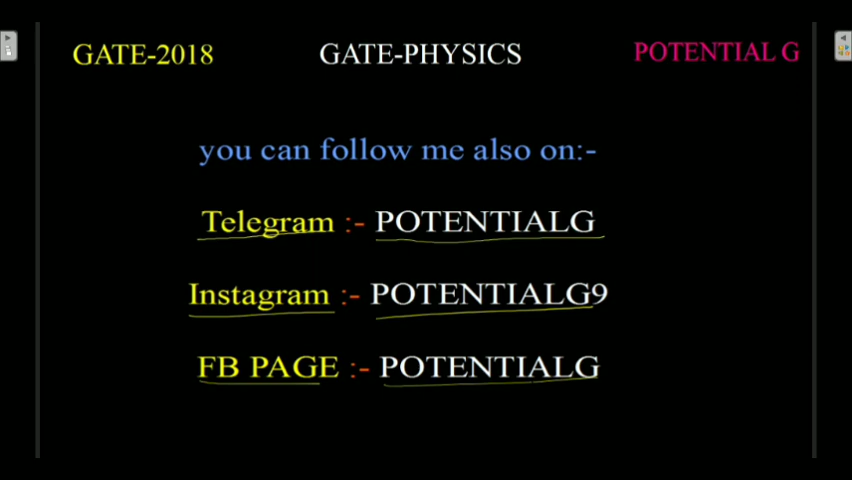 GATE-2018 GATE-PHYSICS POTENTIAL G
you can follow me also on:-
Telegram :- POTENTIALG
Instagram :- POTENTIALG9
FB PAGE :- POTENTIALG